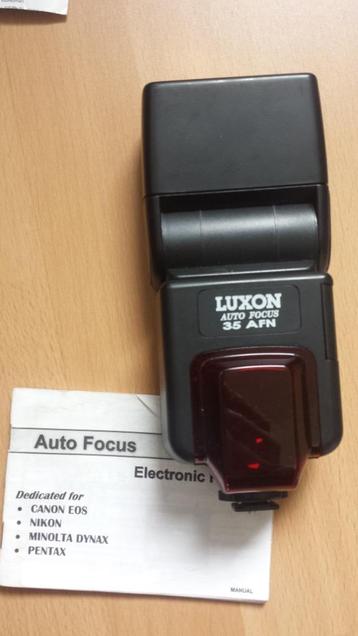 LUXON
AUTO FOCUS
35 AFN
Auto Focus
Electronic
Dedicated for
• CANON EOS
• NIKON
• MINOLTA DYNAX
• PENTAX
MANUAL